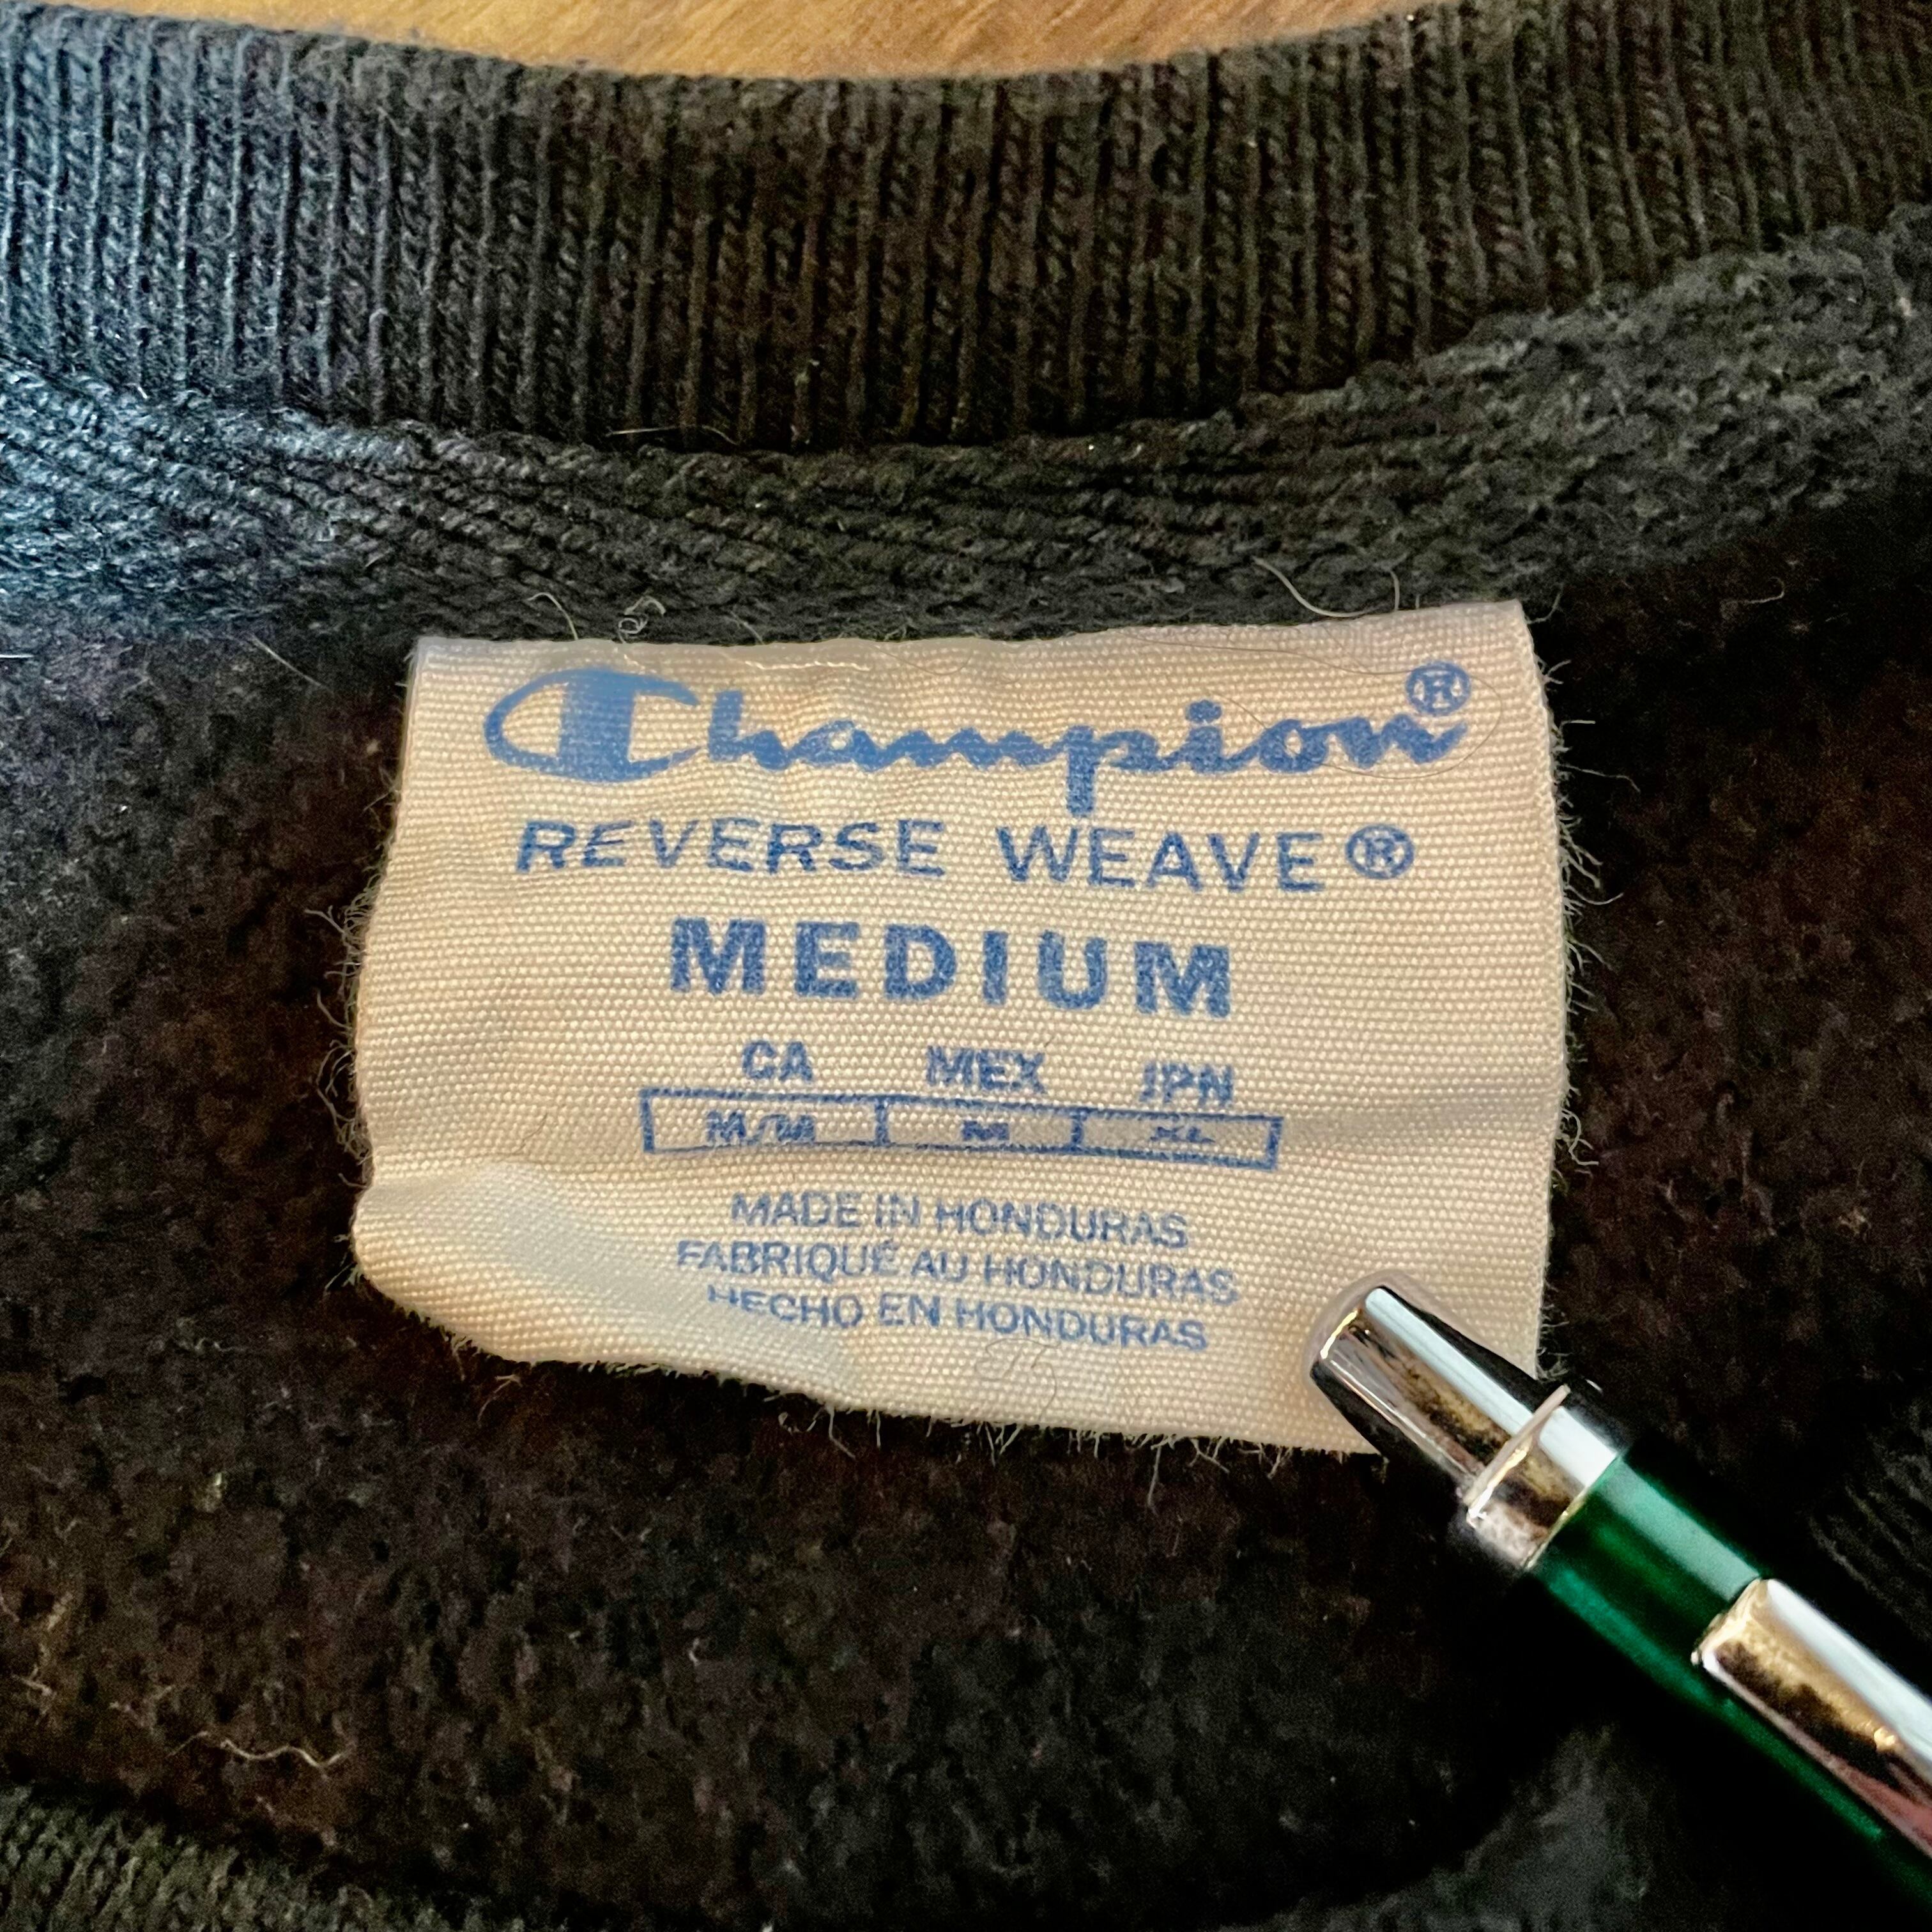 Champion®
REVERSE WEAVE®
MEDIUM
CA MEX JPN
M/M M XL
MADE IN HONDURAS
FABRIQUÉ AU HONDURAS
HECHO EN HONDURAS